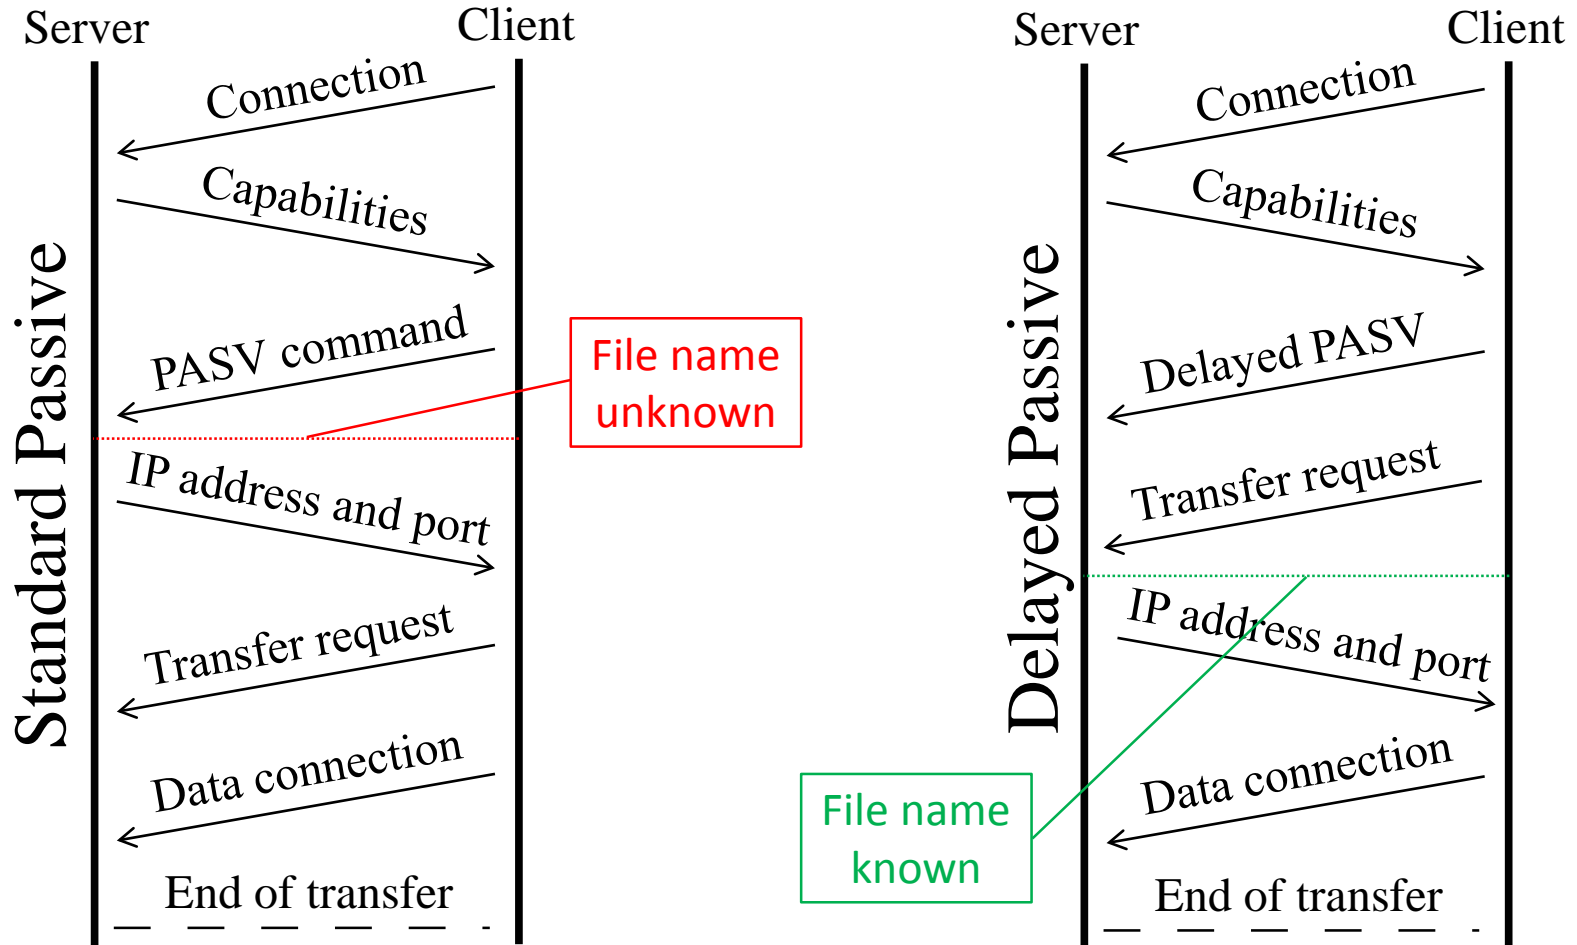 Server
Client
Connection
Capabilities
PASV command
File name
unknown
IP address and port
Transfer request
Data connection
End of transfer
Standard Passive
Server
Client
Connection
Capabilities
Delayed PASV
Transfer request
IP address and port
File name
known
Data connection
End of transfer
Delayed Passive